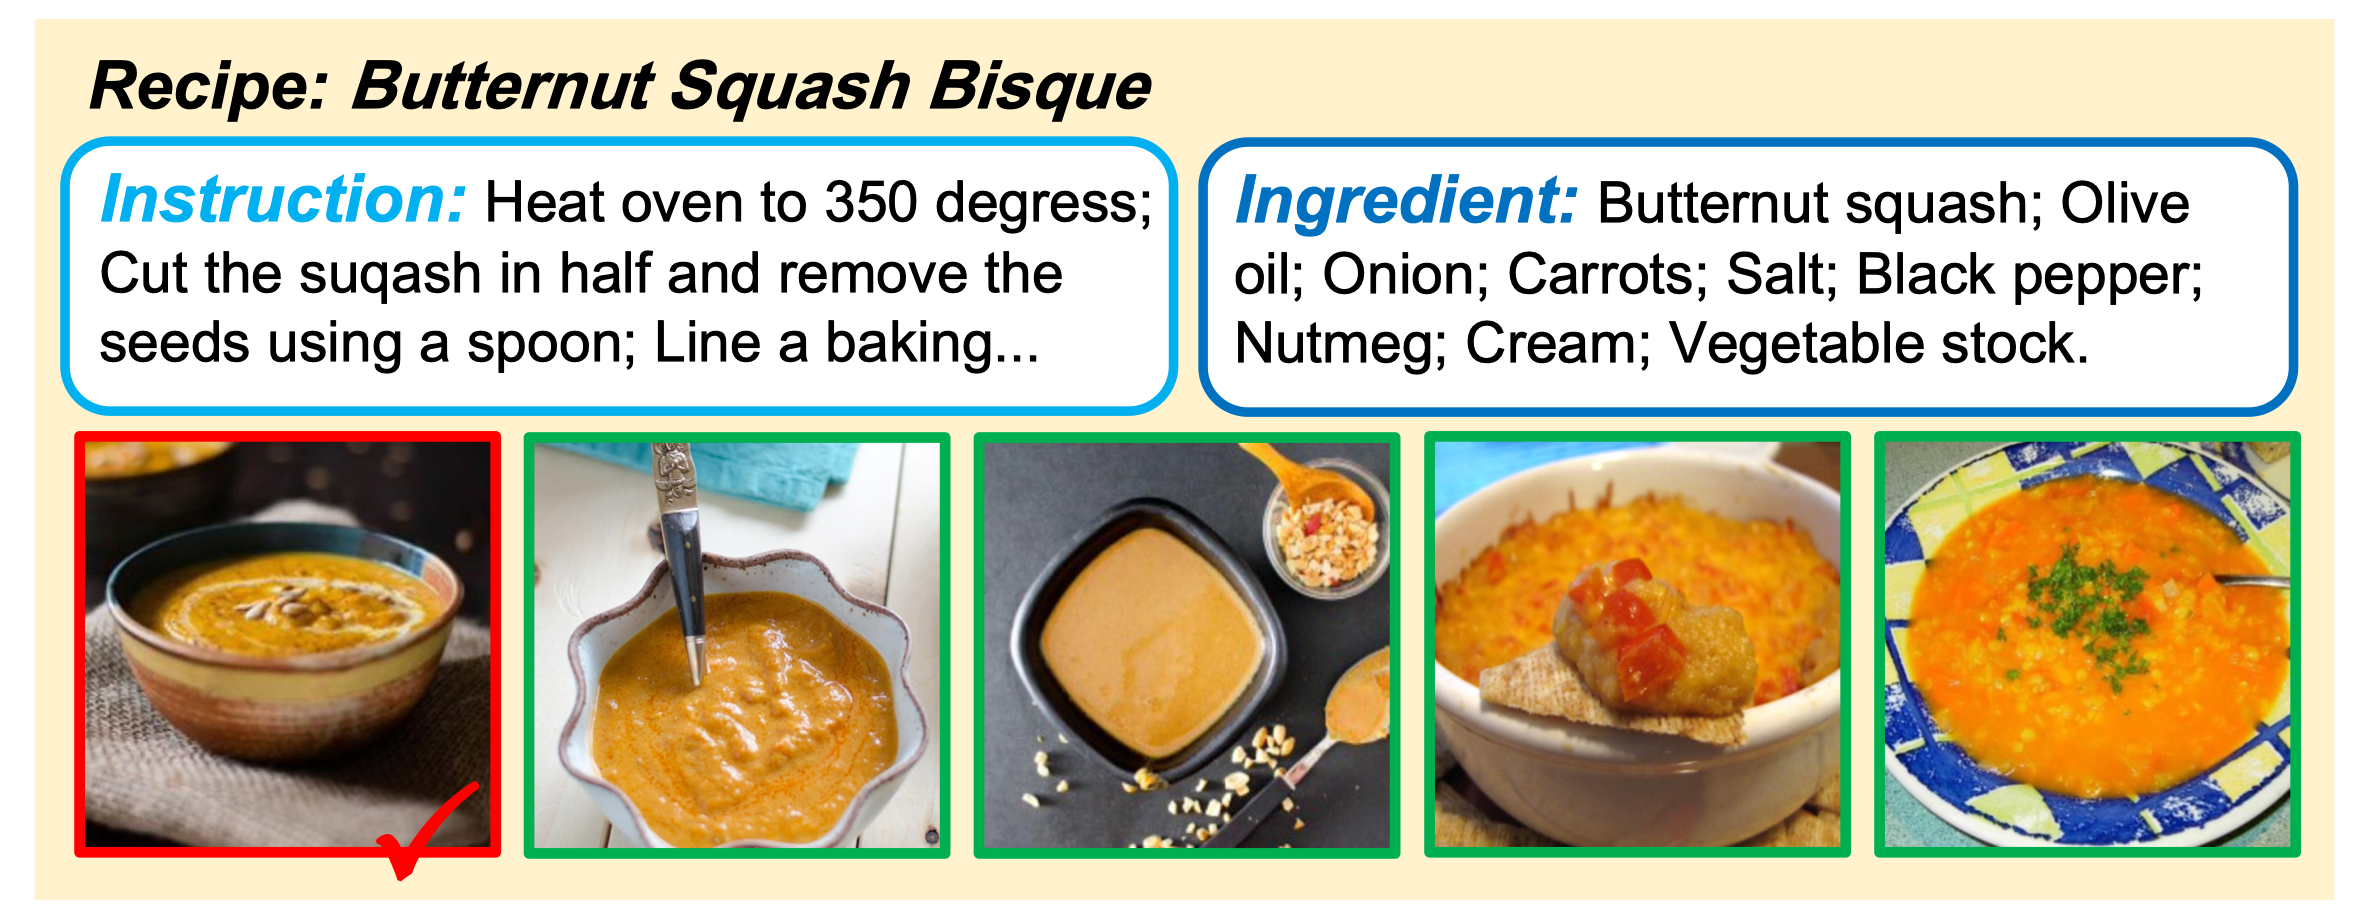 Recipe: Butternut Squash Bisque
Instruction: Heat oven to 350 degress;
Cut the suqash in half and remove the
seeds using a spoon; Line a baking...
Ingredient: Butternut squash; Olive
oil; Onion; Carrots; Salt; Black pepper;
Nutmeg; Cream; Vegetable stock.